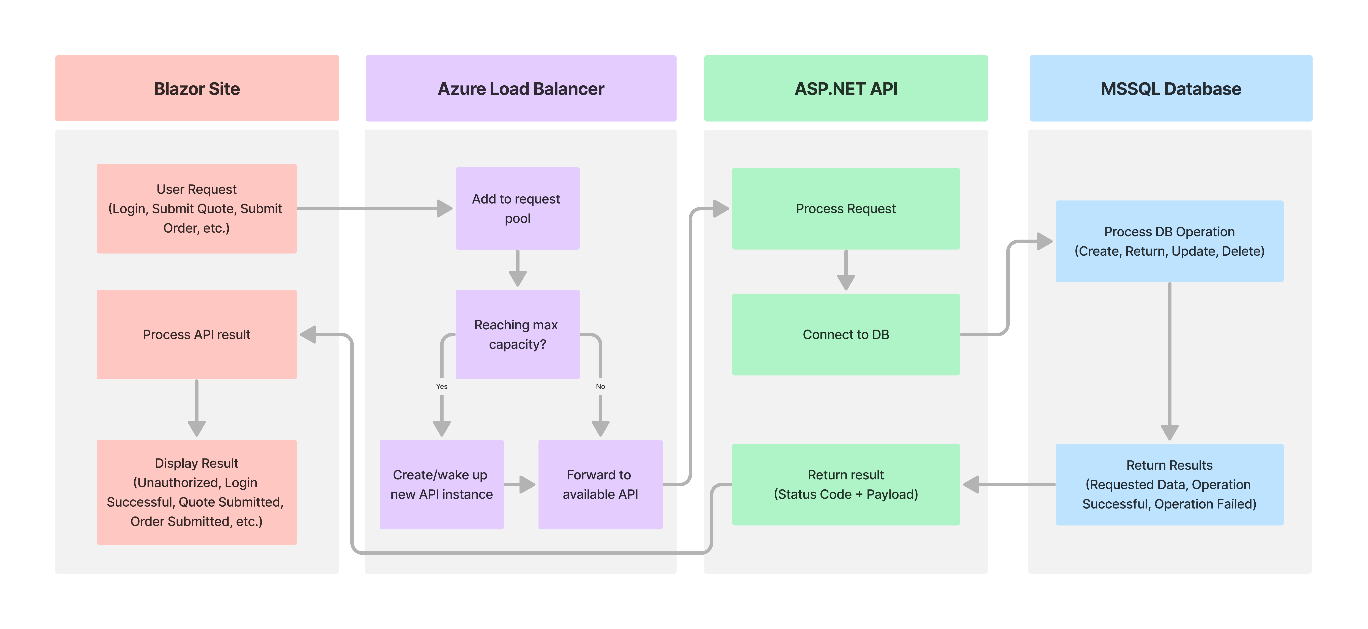 Blazor Site
Azure Load Balancer
ASP.NET API
MSSQL Database
User Request
(Login, Submit Quote, Submit
Order, etc.)
Process API result
Display Result
(Unauthorized, Login
Successful, Quote Submitted,
Order Submitted, etc.)
Add to request
pool
Reaching max
capacity?
Yes
No
Create/wake up
new API instance
Forward to
available API
Process Request
Connect to DB
Return result
(Status Code + Payload)
Process DB Operation
(Create, Return, Update, Delete)
Return Results
(Requested Data, Operation
Successful, Operation Failed)